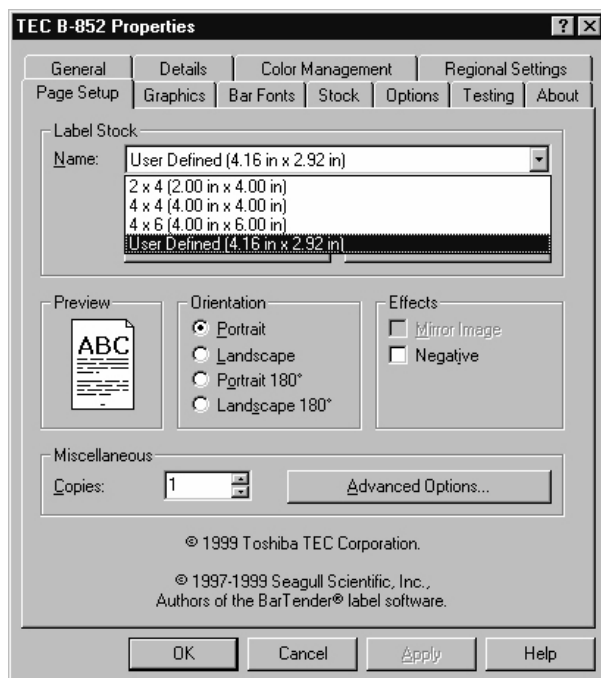 TEC B-852 Properties
General Details Color Management Regional Settings
Page Setup Graphics Bar Fonts Stock Options Testing About
Label Stock
Name: User Defined (4.16 in x 2.92 in)
2 x 4 (2.00 in x 4.00 in)
4 x 4 (4.00 in x 4.00 in)
4 x 6 (4.00 in x 6.00 in)
User Defined (4.16 in x 2.92 in)
Preview
ABC
Orientation
Portrait
Landscape
Portrait 180°
Landscape 180°
Effects
Mirror Image
Negative
Miscellaneous
Copies: 1 Advanced Options...
© 1999 Toshiba TEC Corporation.
© 1997-1999 Seagull Scientific, Inc.,
Authors of the BarTender® label software.
OK Cancel Apply Help